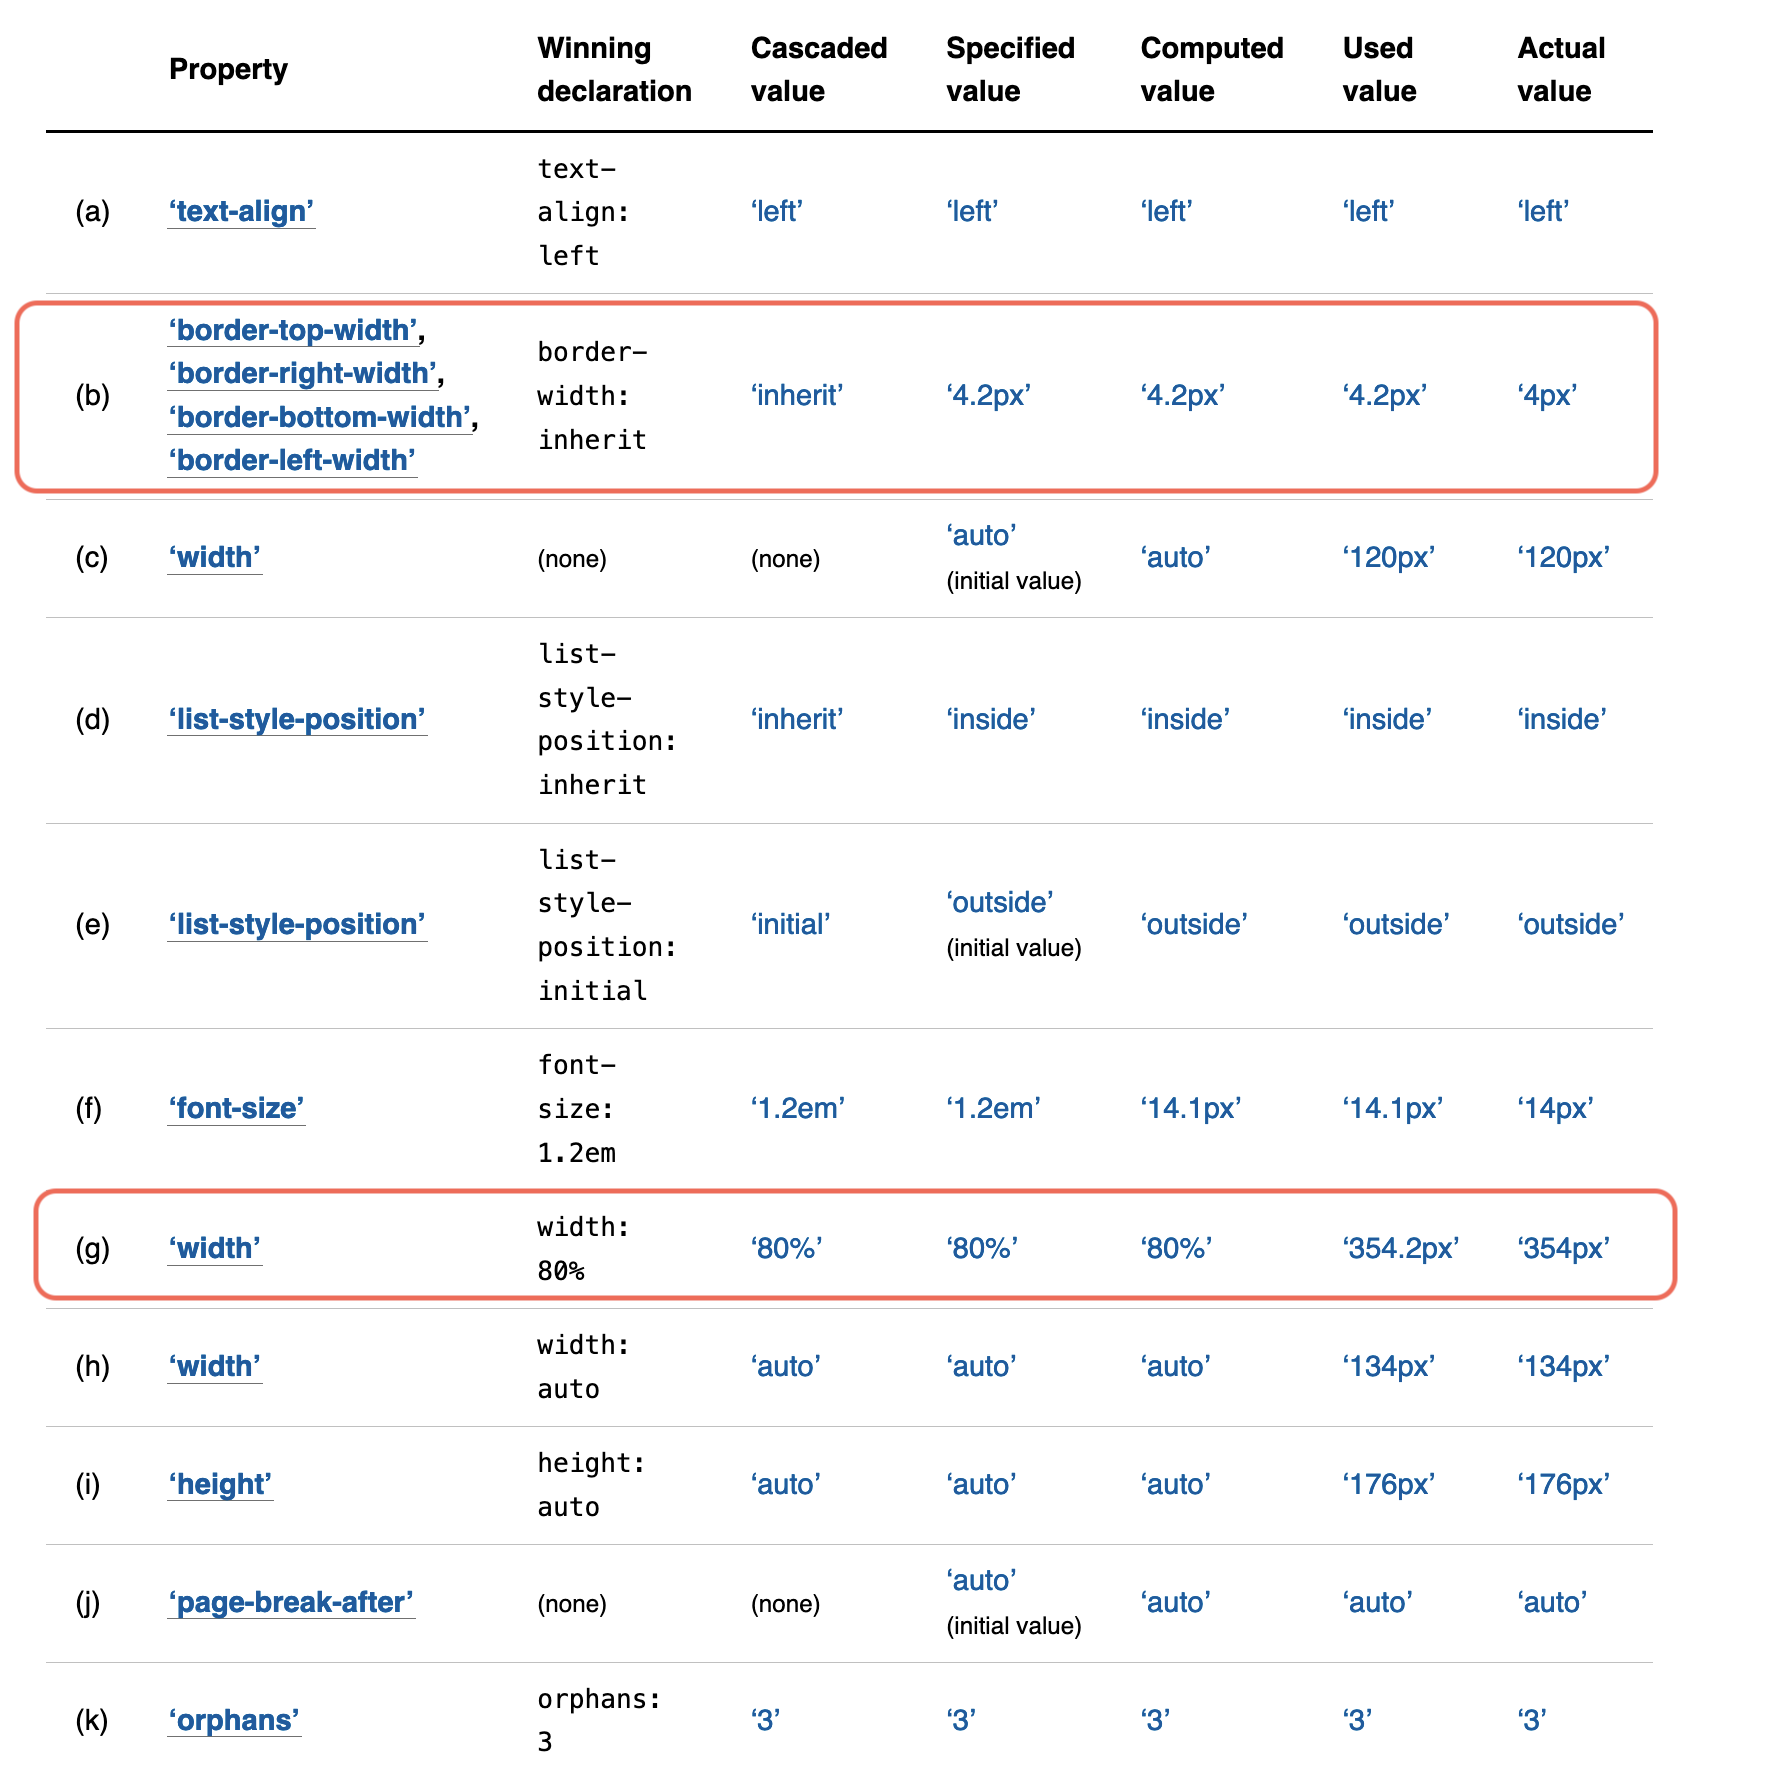 Property Winning declaration Cascaded value Specified value Computed value Used value Actual value
(a) ‘text-align’ text-align: left ‘left’ ‘left’ ‘left’ ‘left’ ‘left’
(b) ‘border-top-width’, ‘border-right-width’, ‘border-bottom-width’, ‘border-left-width’ border-width: inherit ‘inherit’ ‘4.2px’ ‘4.2px’ ‘4.2px’ ‘4px’
(c) ‘width’ (none) (none) ‘auto’ (initial value) ‘auto’ ‘120px’ ‘120px’
(d) ‘list-style-position’ list-style-position: inherit ‘inherit’ ‘inside’ ‘inside’ ‘inside’ ‘inside’
(e) ‘list-style-position’ list-style-position: initial ‘initial’ ‘outside’ (initial value) ‘outside’ ‘outside’ ‘outside’
(f) ‘font-size’ font-size: 1.2em ‘1.2em’ ‘1.2em’ ‘14.1px’ ‘14.1px’ ‘14px’
(g) ‘width’ width: 80% ‘80%’ ‘80%’ ‘80%’ ‘354.2px’ ‘354px’
(h) ‘width’ width: auto ‘auto’ ‘auto’ ‘auto’ ‘134px’ ‘134px’
(i) ‘height’ height: auto ‘auto’ ‘auto’ ‘auto’ ‘176px’ ‘176px’
(j) ‘page-break-after’ (none) (none) ‘auto’ (initial value) ‘auto’ ‘auto’ ‘auto’
(k) ‘orphans’ orphans: 3 ‘3’ ‘3’ ‘3’ ‘3’ ‘3’